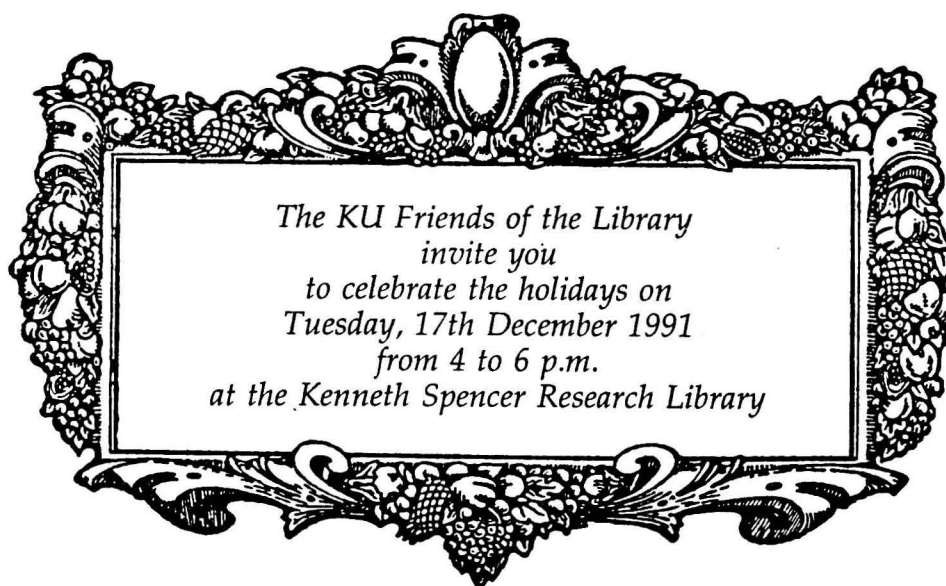 The KU Friends of the Library
invite you
to celebrate the holidays on
Tuesday, 17th December 1991
from 4 to 6 p.m.
at the Kenneth Spencer Research Library